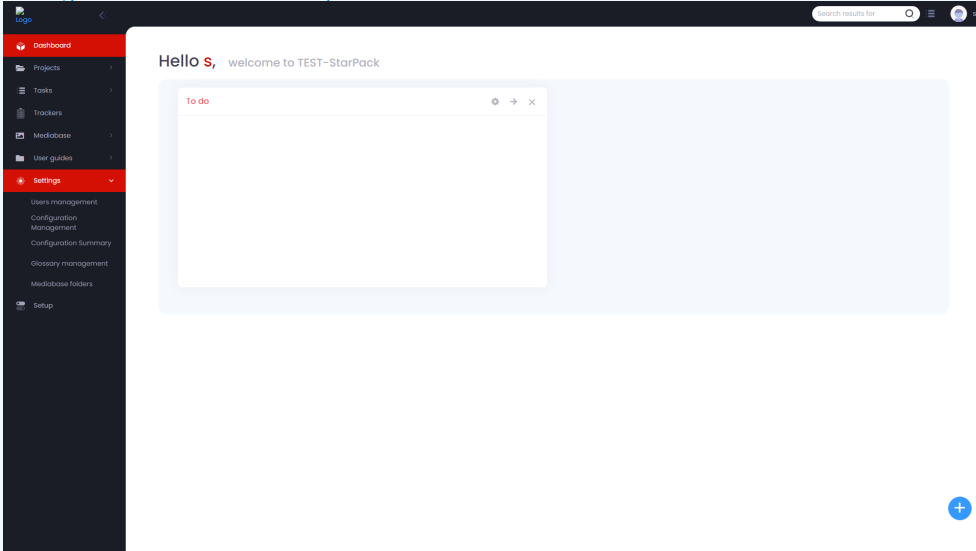 Logo
Search results for
s
Dashboard
Projects
Tasks
Trackers
Mediabase
User guides
Settings
Users management
Configuration
Management
Configuration Summary
Glossary management
Mediabase folders
Setup
Hello s, welcome to TEST-StarPack
To do